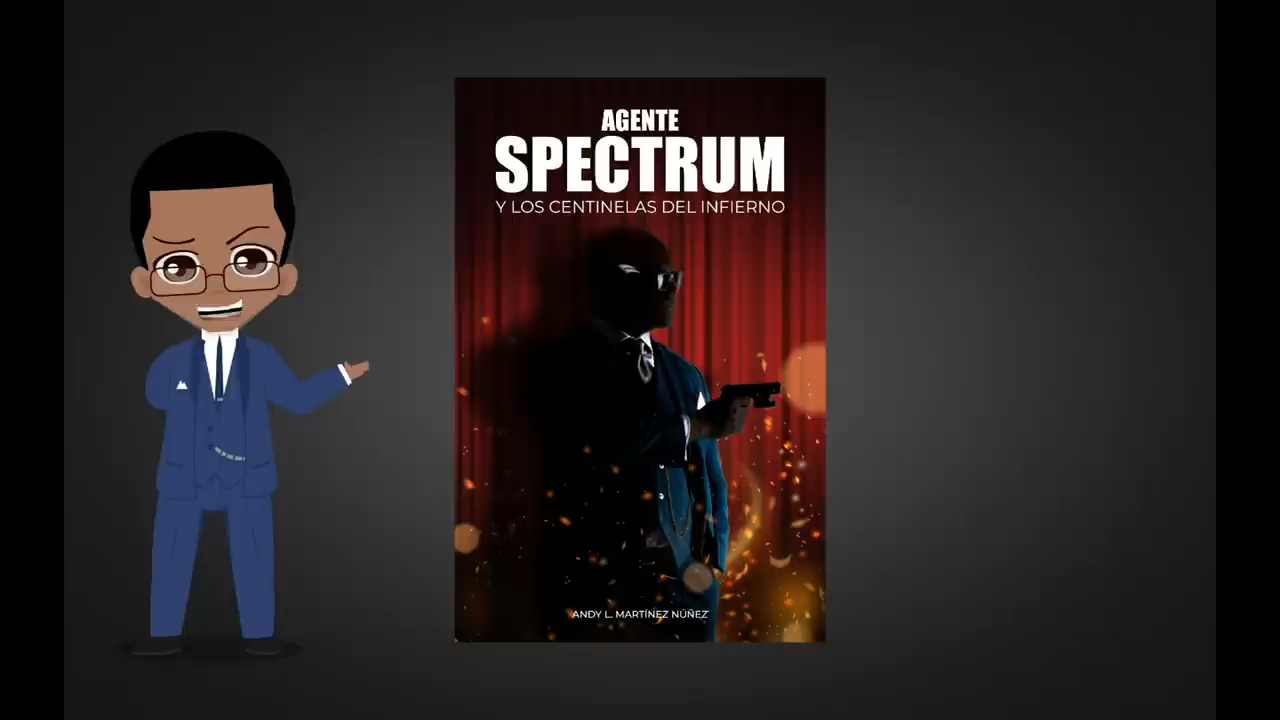 AGENTE
SPECTRUM
Y LOS CENTINELAS DEL INFIERNO
ANDY L. MARTÍNEZ NÚÑEZ